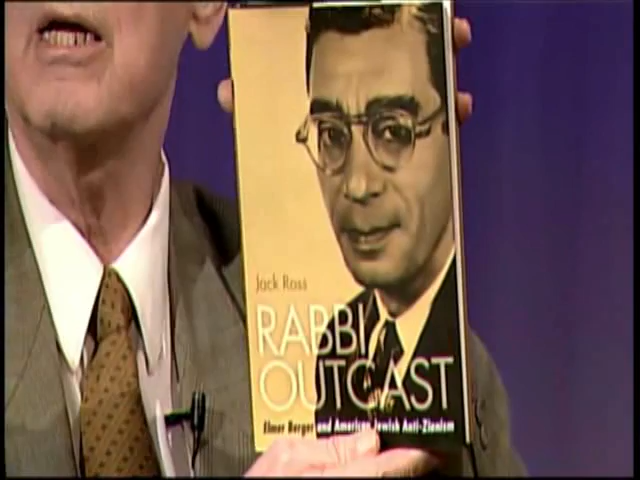 Jack Ross
RABBI
OUTCAST
Elmer Berger and American Jewish Anti-Zionism